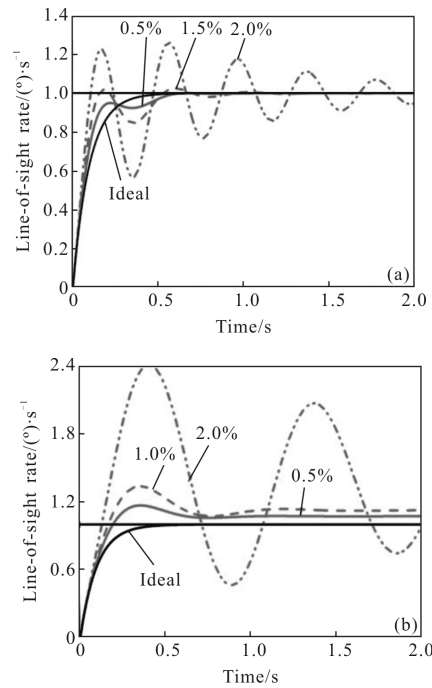 1.4
0.5% 1.5% 2.0%
1.2
1.0
0.8
0.6
0.4
0.2
0
Ideal
(a)
0 0.5 1.0 1.5 2.0
Time/s
Line-of-sight rate/(º)·s⁻¹
2.4
1.8
1.2
0.6
0
2.0%
1.0%
0.5%
Ideal
(b)
0 0.5 1.0 1.5 2.0
Time/s
Line-of-sight rate/(º)·s⁻¹